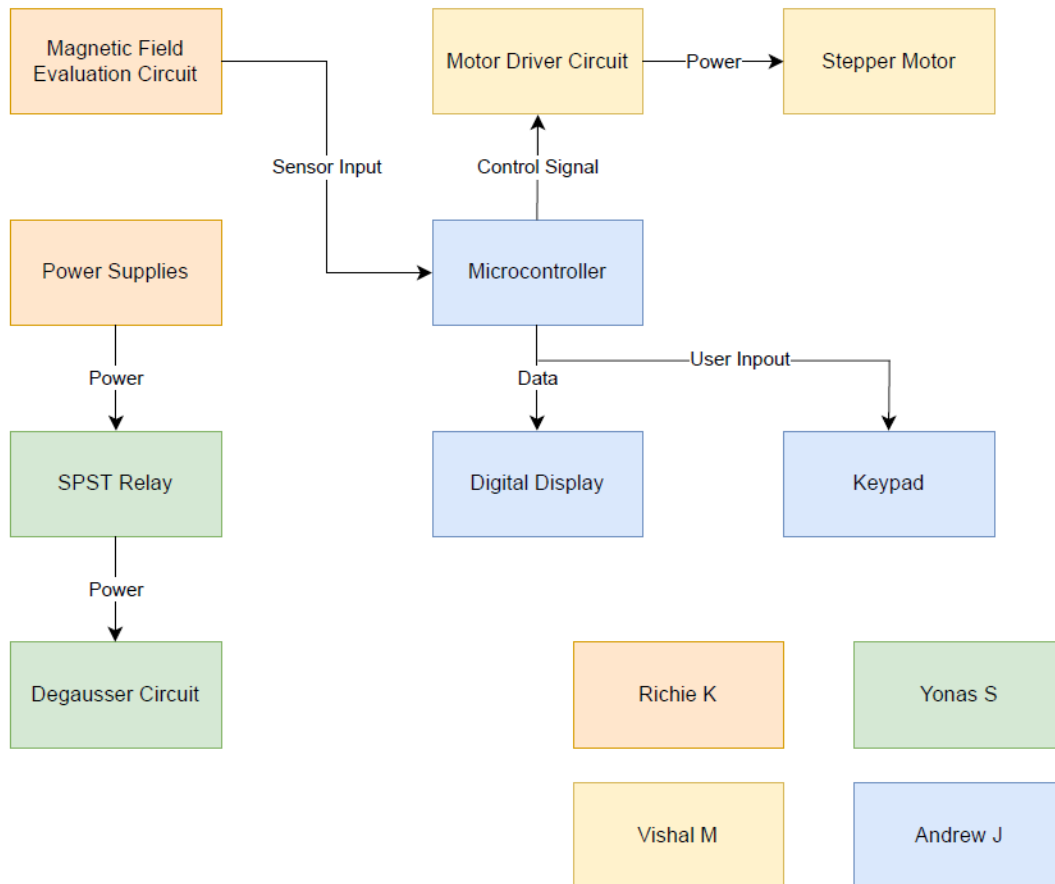 Magnetic Field
Evaluation Circuit
Motor Driver Circuit
Power
Stepper Motor
Sensor Input
Control Signal
Power Supplies
Microcontroller
Power
Data
User Inpout
SPST Relay
Digital Display
Keypad
Power
Degausser Circuit
Richie K
Yonas S
Vishal M
Andrew J